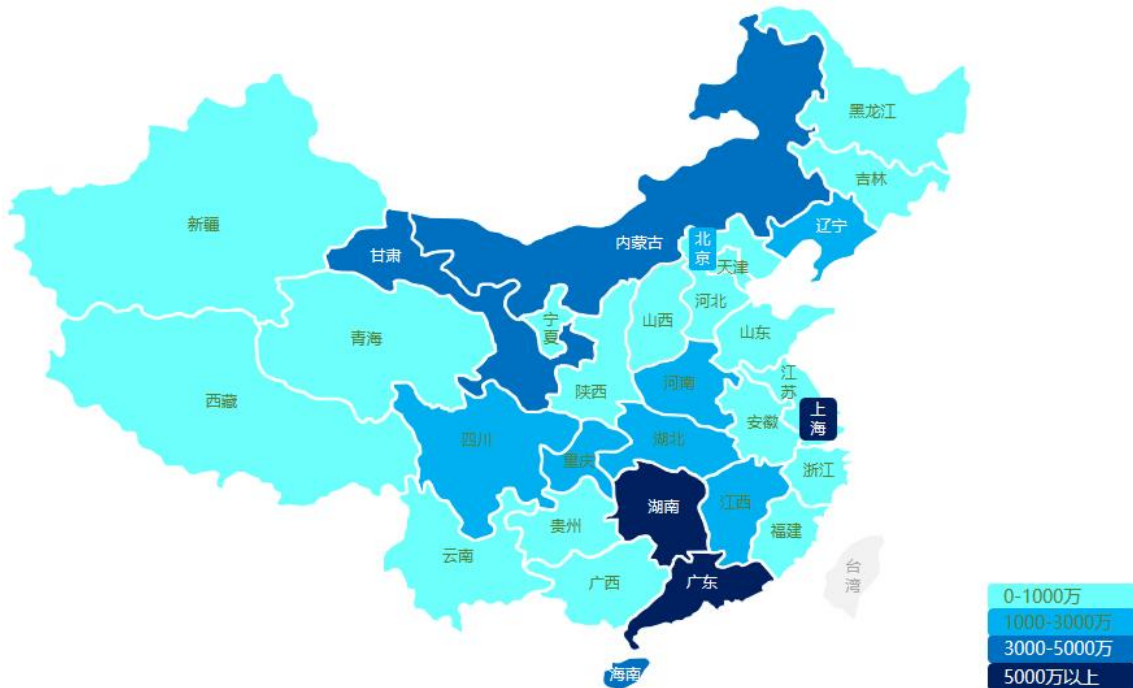 黑龙江
吉林
辽宁
新疆
甘肃
内蒙古
北京
天津
河北
山西
宁夏
青海
山东
陕西
河南
江苏
西藏
安徽
上海
四川
湖北
重庆
浙江
江西
湖南
贵州
福建
云南
广西
广东
台湾
海南
0-1000万
1000-3000万
3000-5000万
5000万以上